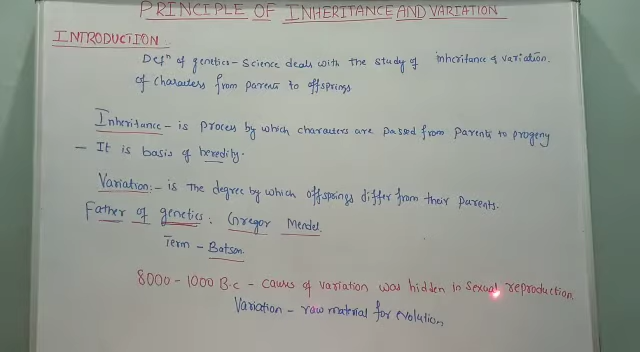 PRINCIPLE OF INHERITANCE AND VARIATION
INTRODUCTION
Defⁿ of genetics - Science deals with the study of inheritance & variation.
of characters from parents to offsprings
Inheritance - is process by which characters are passed from parents to progeny
- It is basis of heredity.
Variation:- is the degree by which offsprings differ from their parents.
Father of genetics: Gregor Mendel.
Term - Batson.
8000 - 1000 B.C - causes of variation was hidden in sexual reproduction.
Variation - raw material for evolution.